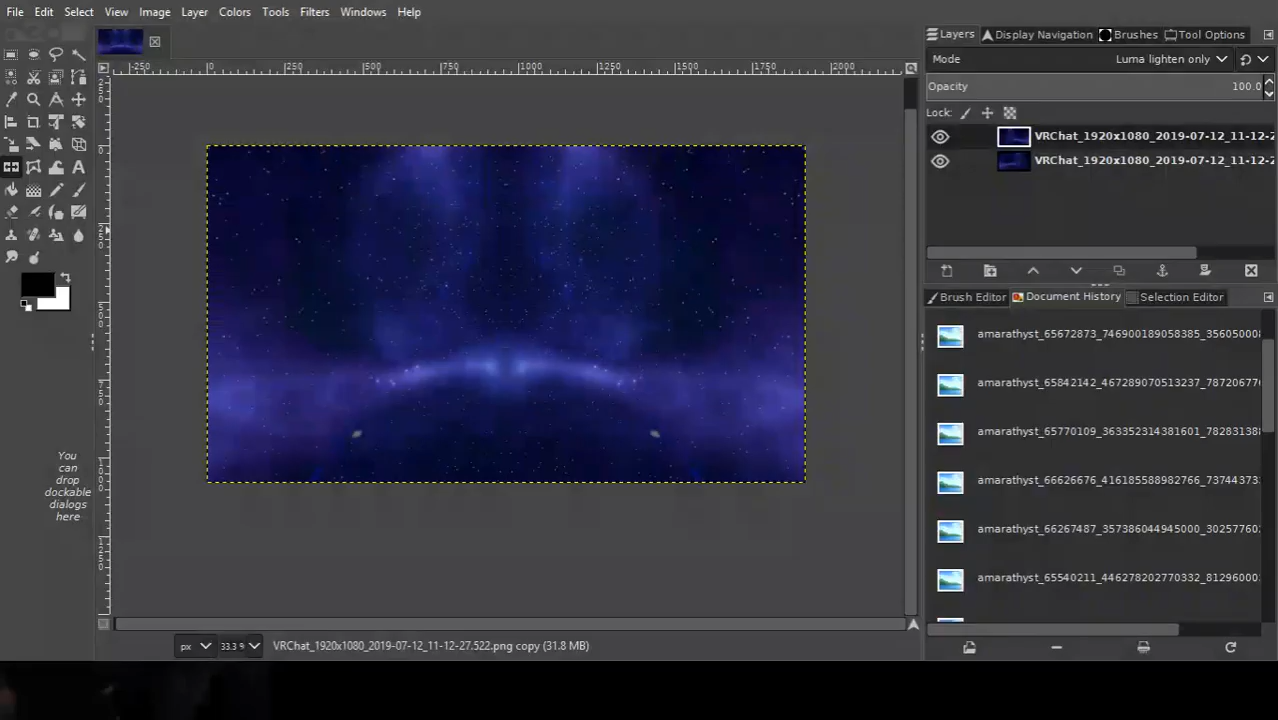 File Edit Select View Image Layer Colors Tools Filters Windows Help
Layers Display Navigation Brushes Tool Options
Mode Luma lighten only
Opacity 100.0
Lock:
VRChat_1920x1080_2019-07-12_11-12-2
VRChat_1920x1080_2019-07-12_11-12-2
-250 0 250 500 750 1000 1250 1500 1750 2000
Brush Editor Document History Selection Editor
amarathyst_65672873_746900189058385_35605000
amarathyst_65842142_467289070513237_78720677
amarathyst_65770109_363352314381601_78283138
amarathyst_66626676_416185588982766_73744373
amarathyst_66267487_357386044945000_30257760
amarathyst_65540211_446278202770332_81296000
You
can
drop
dockable
dialogs
here
px 33.3 % VRChat_1920x1080_2019-07-12_11-12-27.522.png copy (31.8 MB)